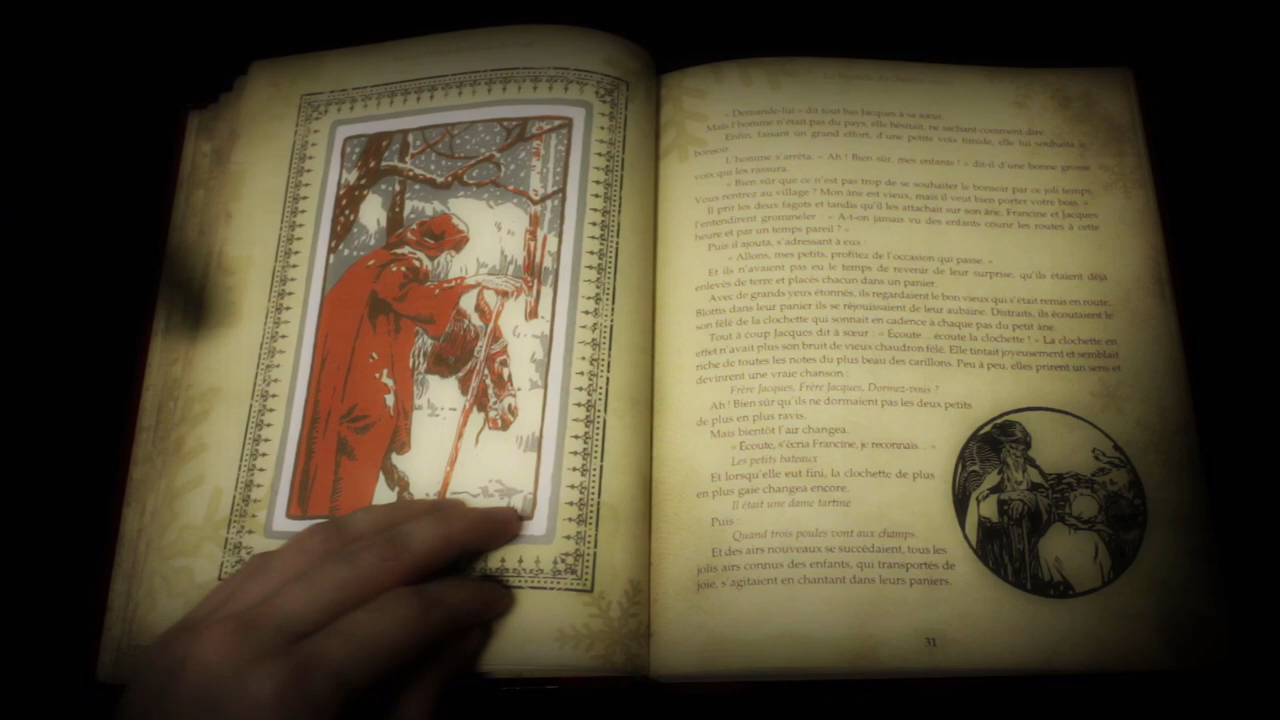 « Demande-lui » dit tout bas Jacques à sa sœur.
Mais l'homme n'était pas du pays, elle hésitait, ne sachant comment dire.
Enfin, faisant un grand effort, d'une petite voix timide, elle lui souhaita le
bonsoir.
L'homme s'arrêta. « Ah ! Bien sûr, mes enfants ! » dit-il d'une bonne grosse
voix qui les rassura.
« Bien sûr que ce n'est pas trop de se souhaiter le bonsoir par ce joli temps.
Vous rentrez au village ? Mon âne est vieux, mais il veut bien porter votre bois. »
Il prit les deux fagots et tandis qu'il les attachait sur son âne, Francine et Jacques
l'entendirent grommeler : « A-t-on jamais vu des enfants courir les routes à cette
heure et par un temps pareil ? »
Puis il ajouta, s'adressant à eux :
« Allons, mes petits, profitez de l'occasion qui passe. »
Et ils n'avaient pas eu le temps de revenir de leur surprise, qu'ils étaient déjà
enlevés de terre et placés chacun dans un panier.
Avec de grands yeux étonnés, ils regardaient le bon vieux qui s'était remis en route.
Blottis dans leur panier ils se réjouissaient de leur aubaine. Distraits, ils écoutaient le
son fêlé de la clochette qui sonnait en cadence à chaque pas du petit âne.
Tout à coup Jacques dit à sœur : « Écoute... écoute la clochette ! » La clochette en
effet n'avait plus son bruit de vieux chaudron fêlé. Elle tintait joyeusement et semblait
riche de toutes les notes du plus beau des carillons. Peu à peu, elles prirent un sens et
devinrent une vraie chanson :
Frère Jacques, Frère Jacques, Dormez-vous ?
Ah ! Bien sûr qu'ils ne dormaient pas les deux petits
de plus en plus ravis.
Mais bientôt l'air changea.
« Écoute, s'écria Francine, je reconnais... »
Les petits bateaux
Et lorsqu'elle eut fini, la clochette de plus
en plus gaie changea encore.
Il était une dame tartine
Puis :
Quand trois poules vont aux champs.
Et des airs nouveaux se succédaient, tous les
jolis airs connus des enfants, qui transportés de
joie, s'agitaient en chantant dans leurs paniers.
31